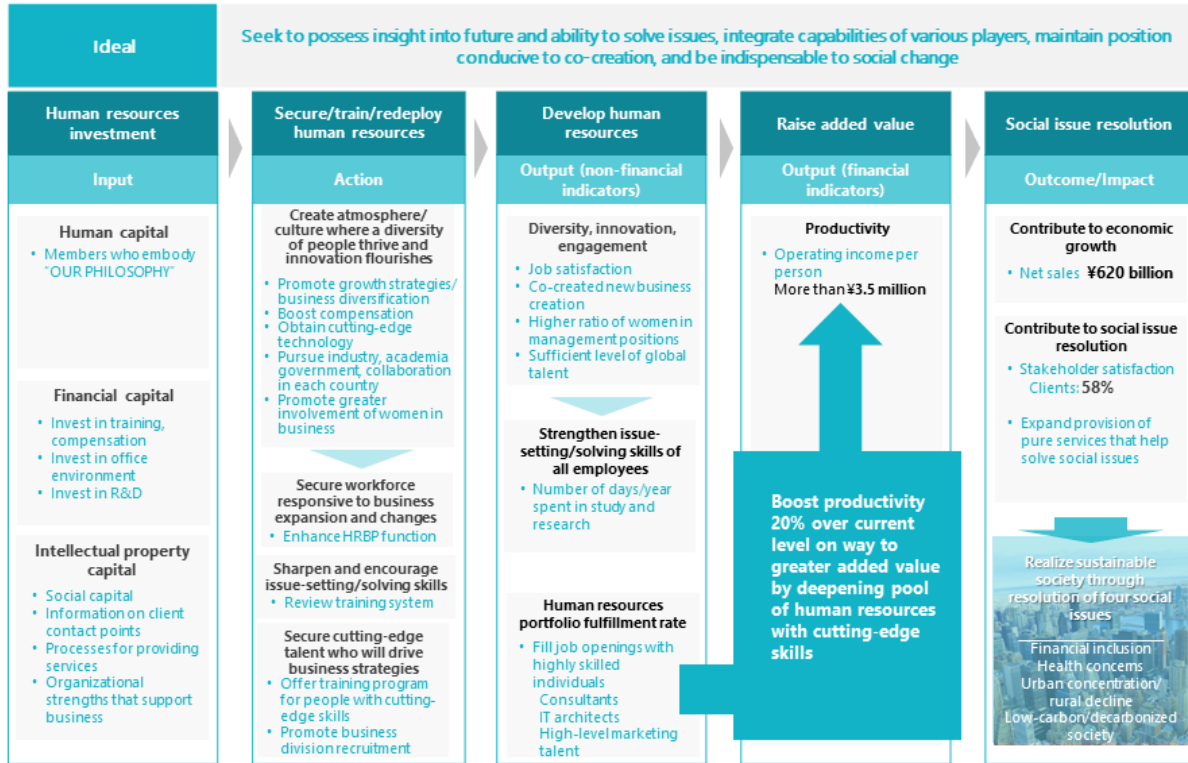 Ideal
Seek to possess insight into future and ability to solve issues, integrate capabilities of various players, maintain position
conducive to co-creation, and be indispensable to social change
Human resources
investment
Input
Human capital
• Members who embody
"OUR PHILOSOPHY"
Financial capital
• Invest in training,
compensation
• Invest in office
environment
• Invest in R&D
Intellectual property
capital
• Social capital
• Information on client
contact points
• Processes for providing
services
• Organizational
strengths that support
business
Secure/train/redeploy
human resources
Action
Create atmosphere/
culture where a diversity
of people thrive and
innovation flourishes
• Promote growth strategies/
business diversification
• Boost compensation
• Obtain cutting-edge
technology
• Pursue industry, academia
government, collaboration
in each country
• Promote greater
involvement of women in
business
Secure workforce
responsive to business
expansion and changes
• Enhance HRBP function
Sharpen and encourage
issue-setting/solving skills
• Review training system
Secure cutting-edge
talent who will drive
business strategies
• Offer training program
for people with cutting-
edge skills
• Promote business
division recruitment
Develop human
resources
Output (non-financial
indicators)
Diversity, innovation,
engagement
• Job satisfaction
• Co-created new business
creation
• Higher ratio of women in
management positions
• Sufficient level of global
talent
Strengthen issue-
setting/solving skills of
all employees
• Number of days/year
spent in study and
research
Human resources
portfolio fulfillment rate
• Fill job openings with
highly skilled
individuals
Consultants
IT architects
High-level marketing
talent
Raise added value
Output (financial
indicators)
Productivity
• Operating income per
person
More than ¥3.5 million
Boost productivity
20% over current
level on way to
greater added value
by deepening pool
of human resources
with cutting-edge
skills
Social issue resolution
Outcome/Impact
Contribute to economic
growth
• Net sales ¥620 billion
Contribute to social issue
resolution
• Stakeholder satisfaction
Clients: 58%
• Expand provision of
pure services that help
solve social issues
Realize sustainable
society through
resolution of four social
issues
Financial inclusion
Health concerns
Urban concentration/
rural decline
Low-carbon/decarbonized
society